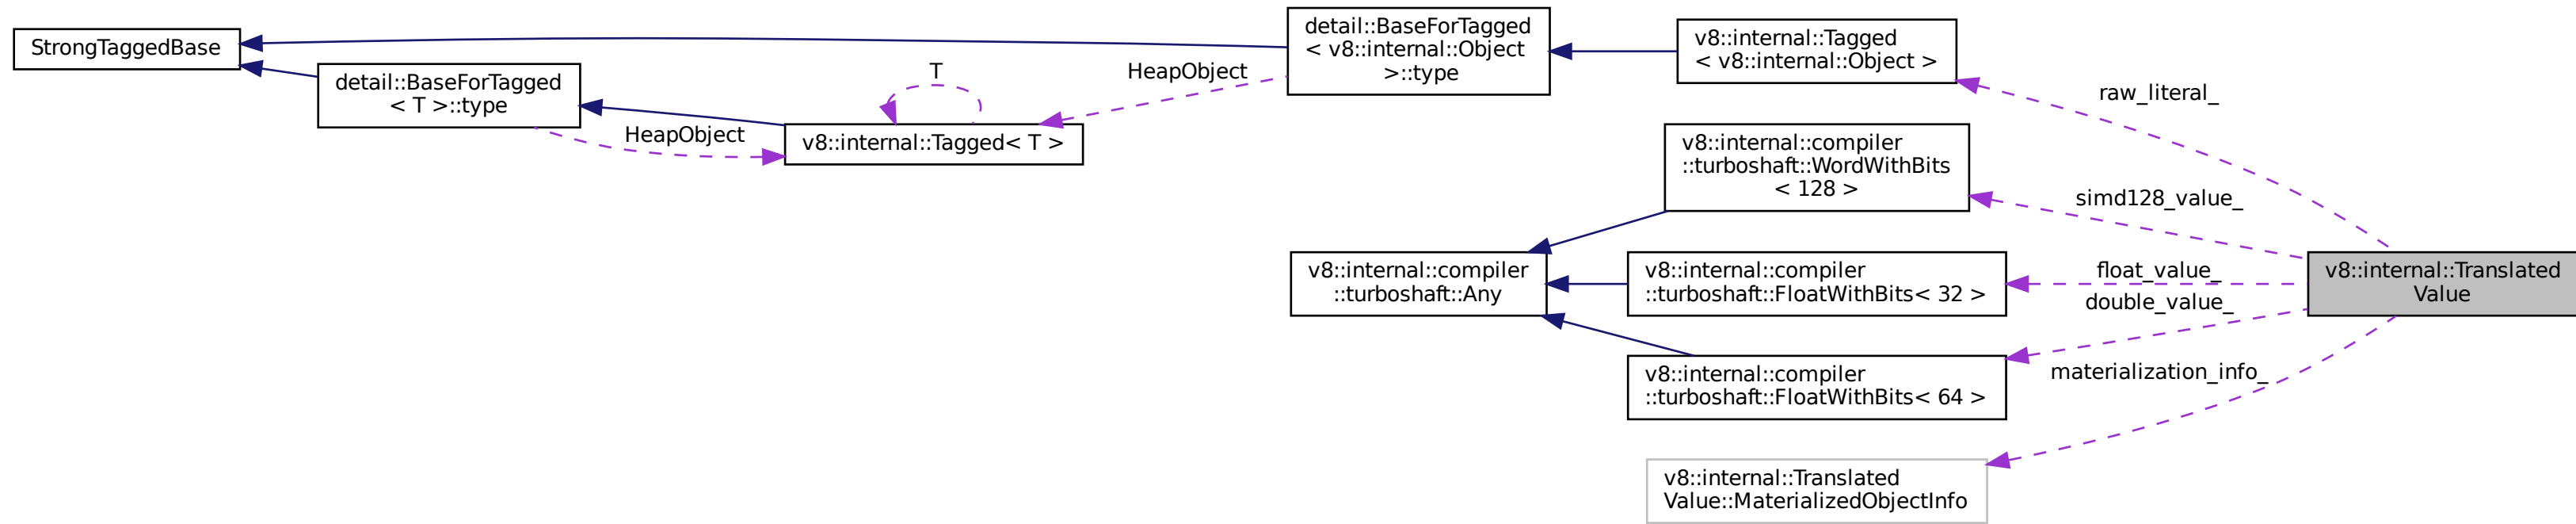 StrongTaggedBase
detail::BaseForTagged
< T >::type
HeapObject
T
v8::internal::Tagged< T >
HeapObject
detail::BaseForTagged
< v8::internal::Object
>::type
v8::internal::Tagged
< v8::internal::Object >
raw_literal_
v8::internal::compiler
::turboshaft::WordWithBits
< 128 >
simd128_value_
v8::internal::compiler
::turboshaft::Any
v8::internal::compiler
::turboshaft::FloatWithBits< 32 >
float_value_
double_value_
v8::internal::Translated
Value
v8::internal::compiler
::turboshaft::FloatWithBits< 64 >
materialization_info_
v8::internal::Translated
Value::MaterializedObjectInfo